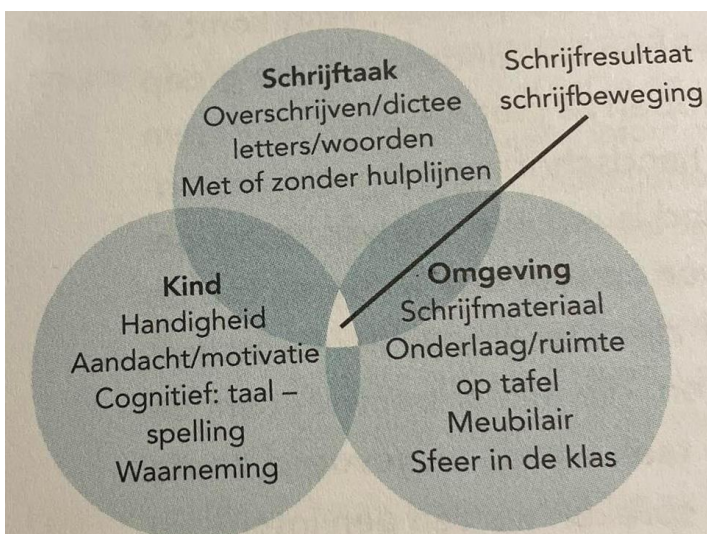 Schrijftaak
Overschrijven/dictee
letters/woorden
Met of zonder hulplijnen
Schrijfresultaat
schrijfbeweging
Kind
Handigheid
Aandacht/motivatie
Cognitief: taal –
spelling
Waarneming
Omgeving
Schrijfmateriaal
Onderlaag/ruimte
op tafel
Meubilair
Sfeer in de klas